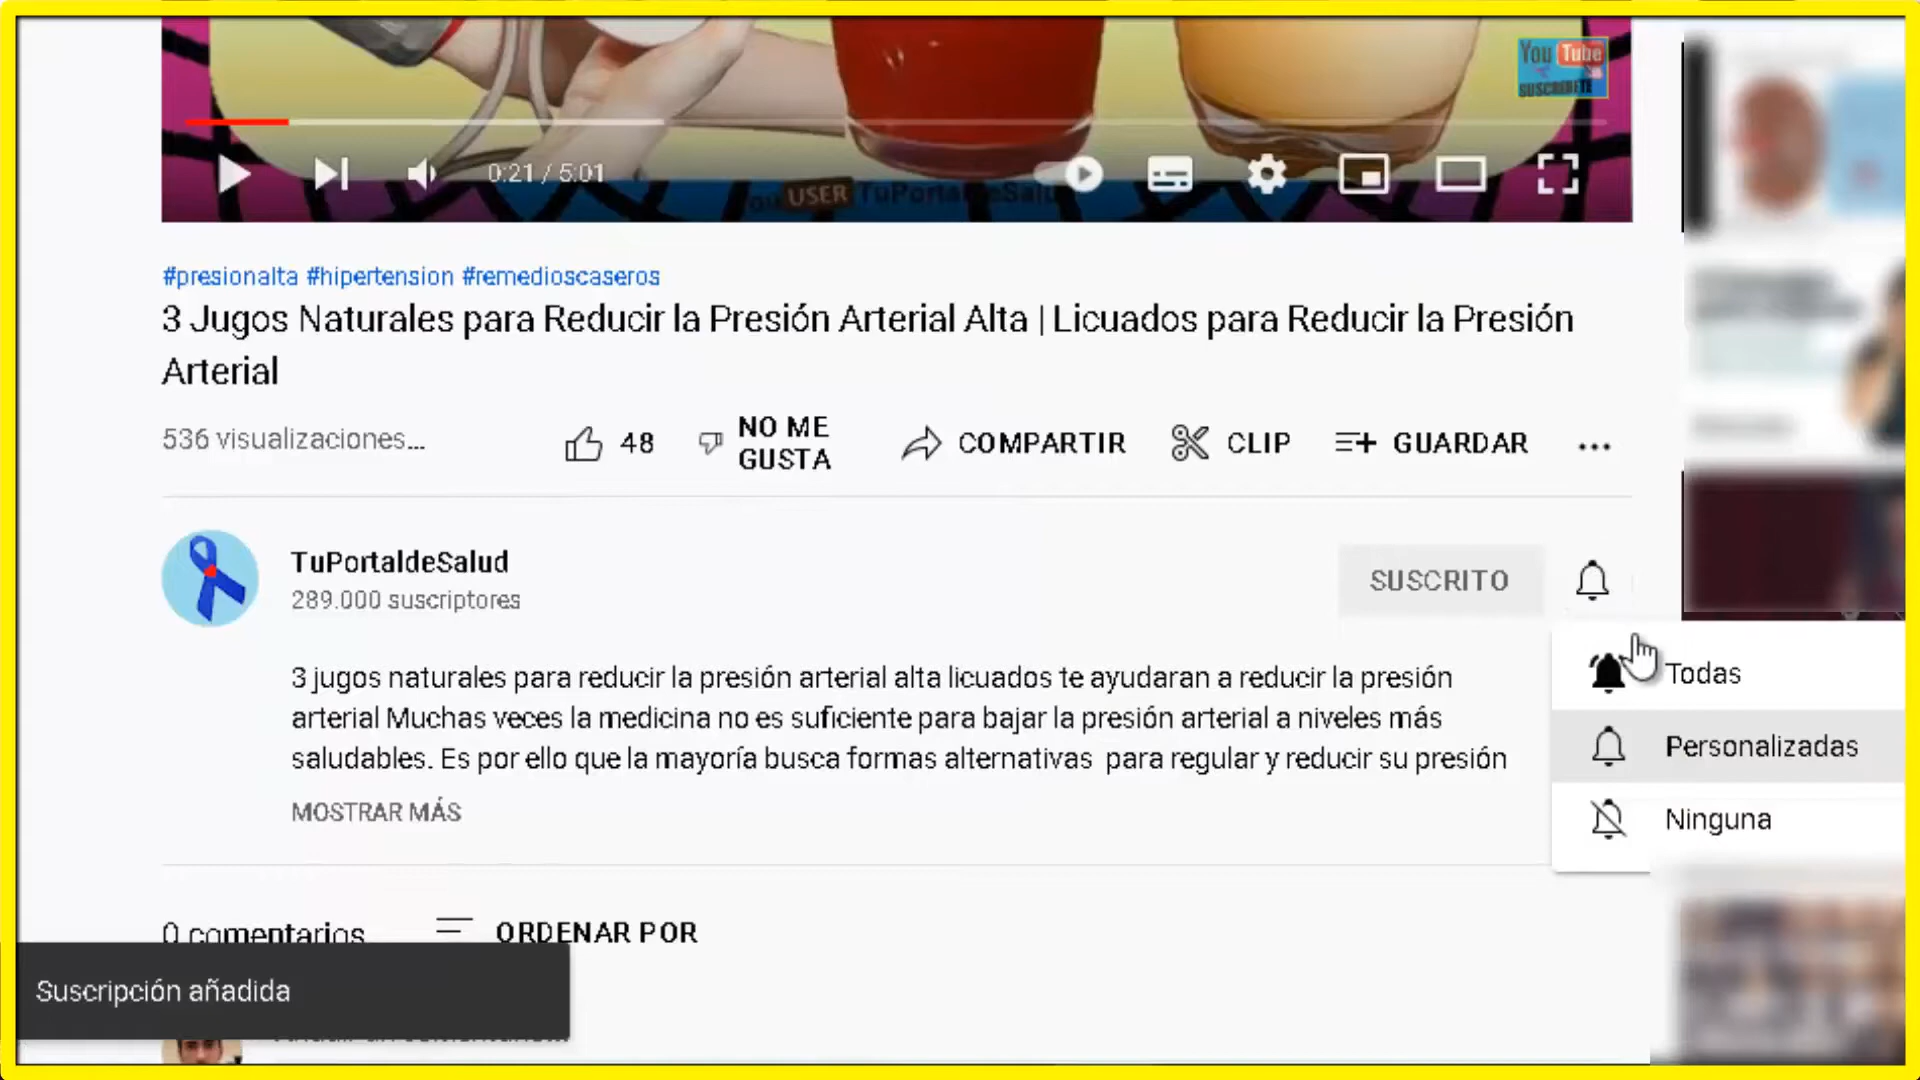 You Tube
SUSCRIBETE
0:21 / 5:01
USER TuPortaldeSalud
#presionalta #hipertension #remedioscaseros
3 Jugos Naturales para Reducir la Presión Arterial Alta | Licuados para Reducir la Presión
Arterial
536 visualizaciones...
48
NO ME
GUSTA
COMPARTIR
CLIP
GUARDAR
TuPortaldeSalud
289.000 suscriptores
SUSCRITO
Todas
Personalizadas
Ninguna
3 jugos naturales para reducir la presión arterial alta licuados te ayudaran a reducir la presión
arterial Muchas veces la medicina no es suficiente para bajar la presión arterial a niveles más
saludables. Es por ello que la mayoría busca formas alternativas para regular y reducir su presión
MOSTRAR MÁS
0 comentarios
ORDENAR POR
Suscripción añadida